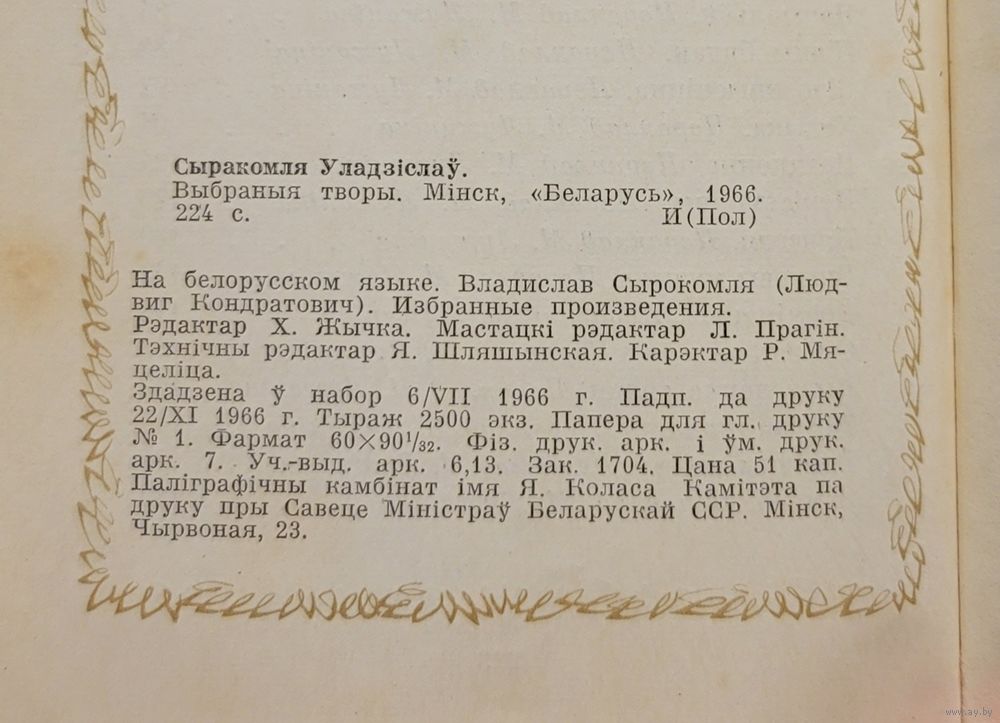 Сыракомля Уладзіслаў.
Выбраныя творы. Мінск, «Беларусь», 1966.
224 с. И(Пол)
На белорусском языке. Владислав Сырокомля (Люд-
виг Кондратович). Избранные произведения.
Рэдактар Х. Жычка. Мастацкі рэдактар Л. Прагін.
Тэхнічны рэдактар Я. Шляшынская. Карэктар Р. Мя-
целіца.
Здадзена ў набор 6/VII 1966 г. Падп. да друку
22/XI 1966 г. Тыраж 2500 экз. Папера для гл. друку
№ 1. Фармат 60×90¹/₃₂. Фіз. друк. арк. і ўм. друк.
арк. 7. Уч.-выд. арк. 6,13. Зак. 1704. Цана 51 кап.
Паліграфічны камбінат імя Я. Коласа Камітэта па
друку пры Савеце Міністраў Беларускай ССР. Мінск,
Чырвоная, 23.
www.ay.by